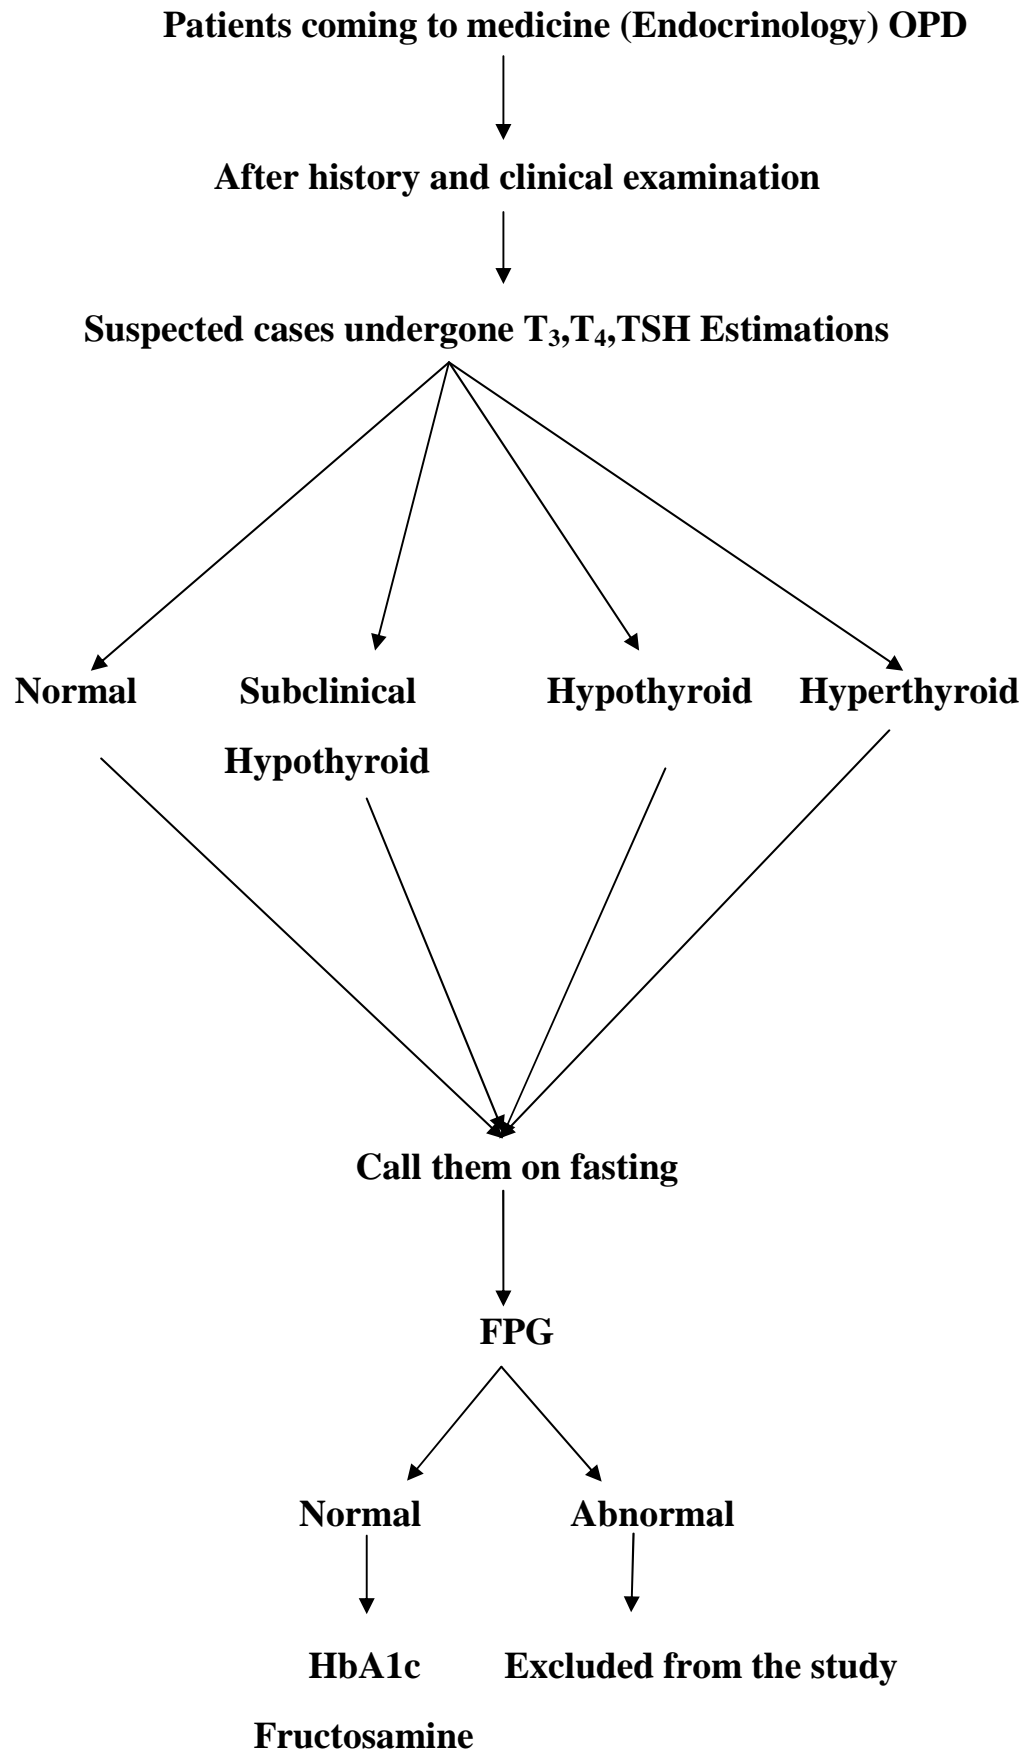 Patients coming to medicine (Endocrinology) OPD
After history and clinical examination
Suspected cases undergone T₃,T₄,TSH Estimations
Normal Subclinical Hypothyroid Hyperthyroid
Hypothyroid
Call them on fasting
FPG
Normal Abnormal
HbA1c Excluded from the study
Fructosamine